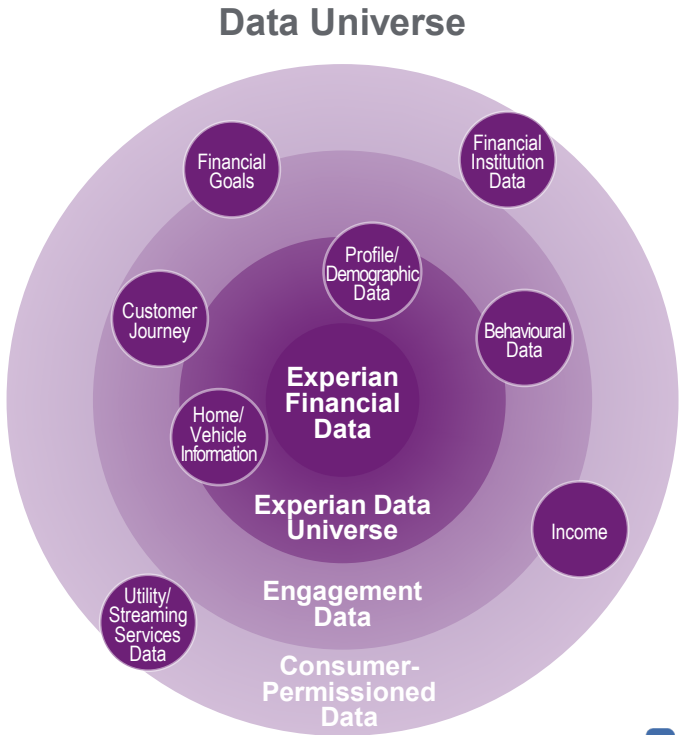 Data Universe
Financial
Goals
Financial
Institution
Data
Profile/
Demographic
Data
Customer
Journey
Behavioural
Data
Experian
Financial
Data
Home/
Vehicle
Information
Experian Data
Universe
Income
Engagement
Data
Utility/
Streaming
Services
Data
Consumer-
Permissioned
Data